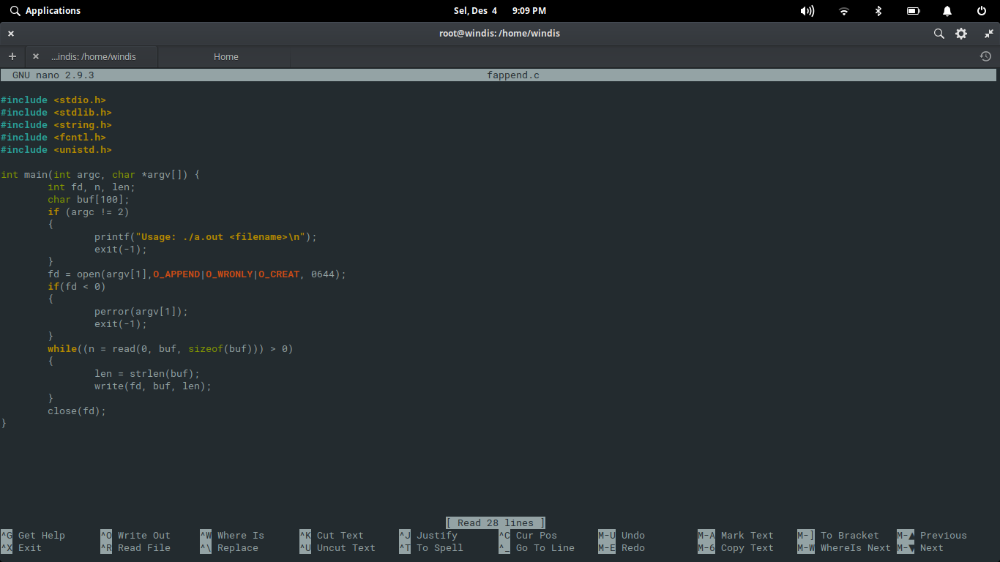 Applications Sel, Des 4 9:09 PM
root@windis: /home/windis
...indis: /home/windis Home
GNU nano 2.9.3 fappend.c
#include <stdio.h>
#include <stdlib.h>
#include <string.h>
#include <fcntl.h>
#include <unistd.h>
int main(int argc, char *argv[]) {
int fd, n, len;
char buf[100];
if (argc != 2)
{
printf("Usage: ./a.out <filename>\n");
exit(-1);
}
fd = open(argv[1],O_APPEND|O_WRONLY|O_CREAT, 0644);
if(fd < 0)
{
perror(argv[1]);
exit(-1);
}
while((n = read(0, buf, sizeof(buf))) > 0)
{
len = strlen(buf);
write(fd, buf, len);
}
close(fd);
}
[ Read 28 lines ]
^G Get Help ^O Write Out ^W Where Is ^K Cut Text ^J Justify ^C Cur Pos M-U Undo M-A Mark Text M-] To Bracket M-▲ Previous
^X Exit ^R Read File ^\ Replace ^U Uncut Text ^T To Spell ^_ Go To Line M-E Redo M-6 Copy Text M-W WhereIs Next M-▼ Next